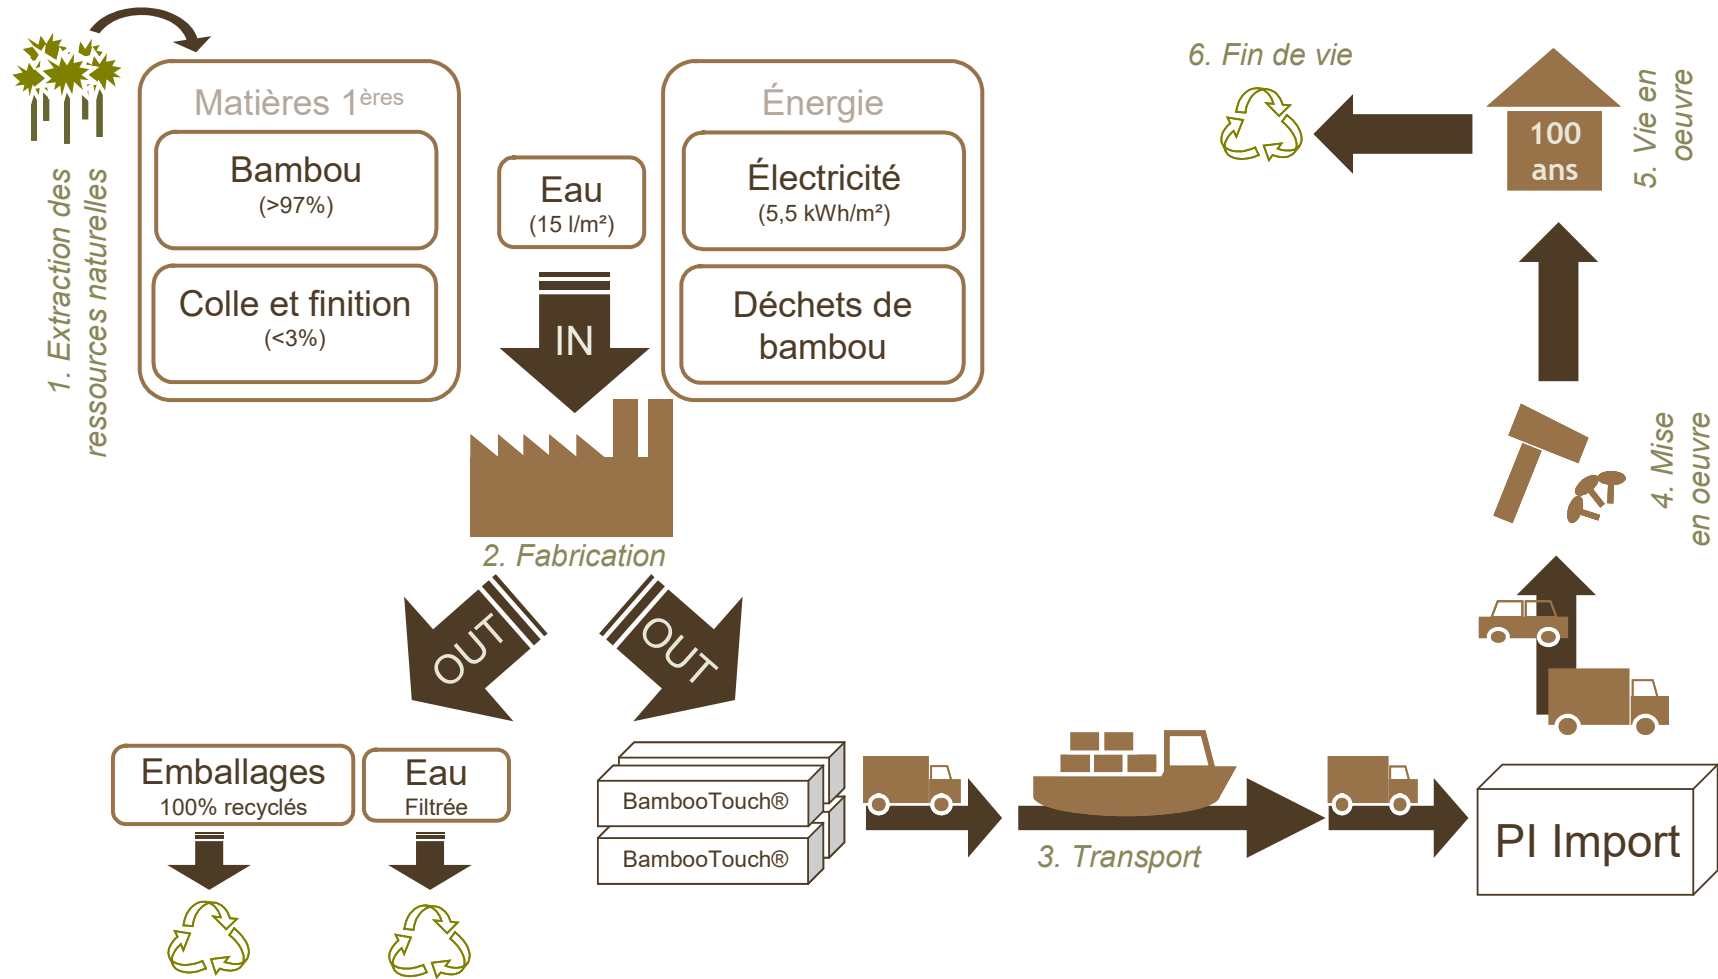 1. Extraction des
ressources naturelles
Matières 1ères
Bambou
(>97%)
Colle et finition
(<3%)
Eau
(15 l/m²)
Énergie
Électricité
(5,5 kWh/m²)
Déchets de
bambou
IN
2. Fabrication
OUT
OUT
Emballages
100% recyclés
Eau
Filtrée
BambooTouch®
BambooTouch®
3. Transport
PI Import
4. Mise
en oeuvre
5. Vie en
oeuvre
100
ans
6. Fin de vie